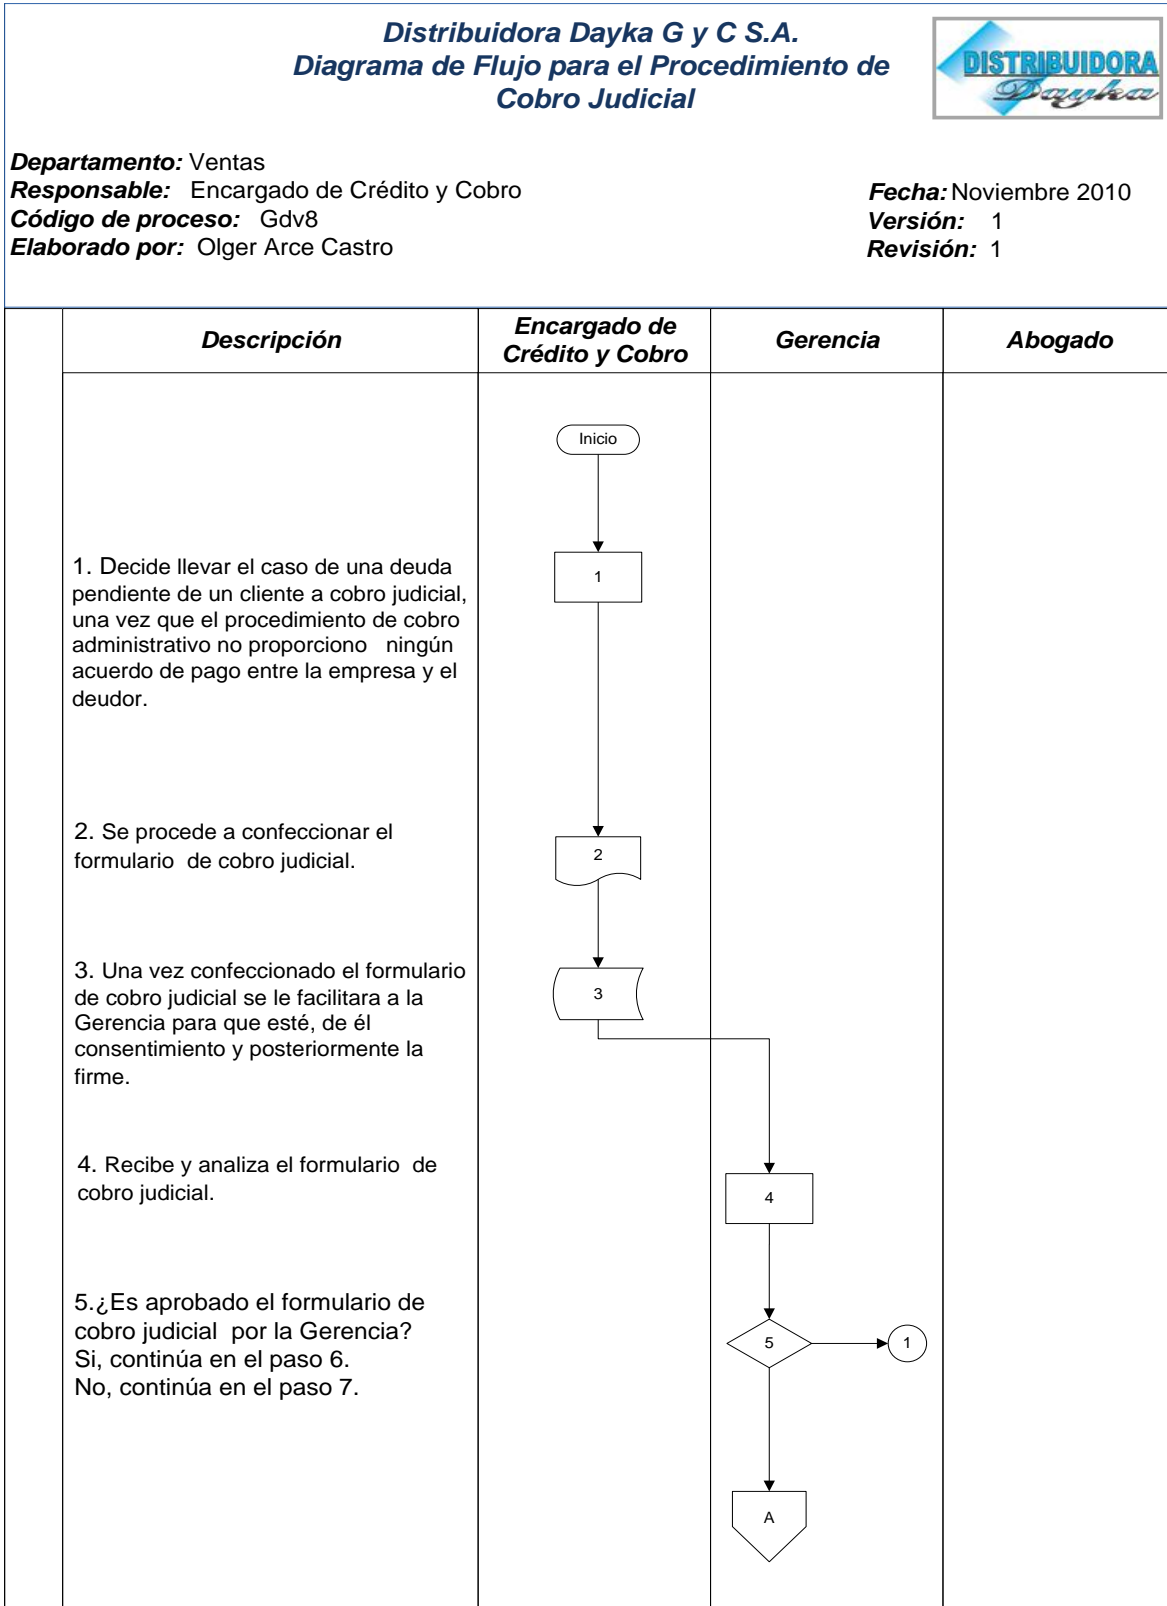 Distribuidora Dayka G y C S.A.
Diagrama de Flujo para el Procedimiento de
Cobro Judicial
DISTRIBUIDORA
Dayka
Departamento: Ventas
Responsable: Encargado de Crédito y Cobro
Código de proceso: Gdv8
Elaborado por: Olger Arce Castro
Fecha: Noviembre 2010
Versión: 1
Revisión: 1
Descripción
Encargado de
Crédito y Cobro
Gerencia
Abogado
Inicio
1. Decide llevar el caso de una deuda
pendiente de un cliente a cobro judicial,
una vez que el procedimiento de cobro
administrativo no proporciono ningún
acuerdo de pago entre la empresa y el
deudor.
1
2. Se procede a confeccionar el
formulario de cobro judicial.
2
3. Una vez confeccionado el formulario
de cobro judicial se le facilitara a la
Gerencia para que esté, de él
consentimiento y posteriormente la
firme.
3
4. Recibe y analiza el formulario de
cobro judicial.
4
5.¿Es aprobado el formulario de
cobro judicial por la Gerencia?
Si, continúa en el paso 6.
No, continúa en el paso 7.
5
1
A